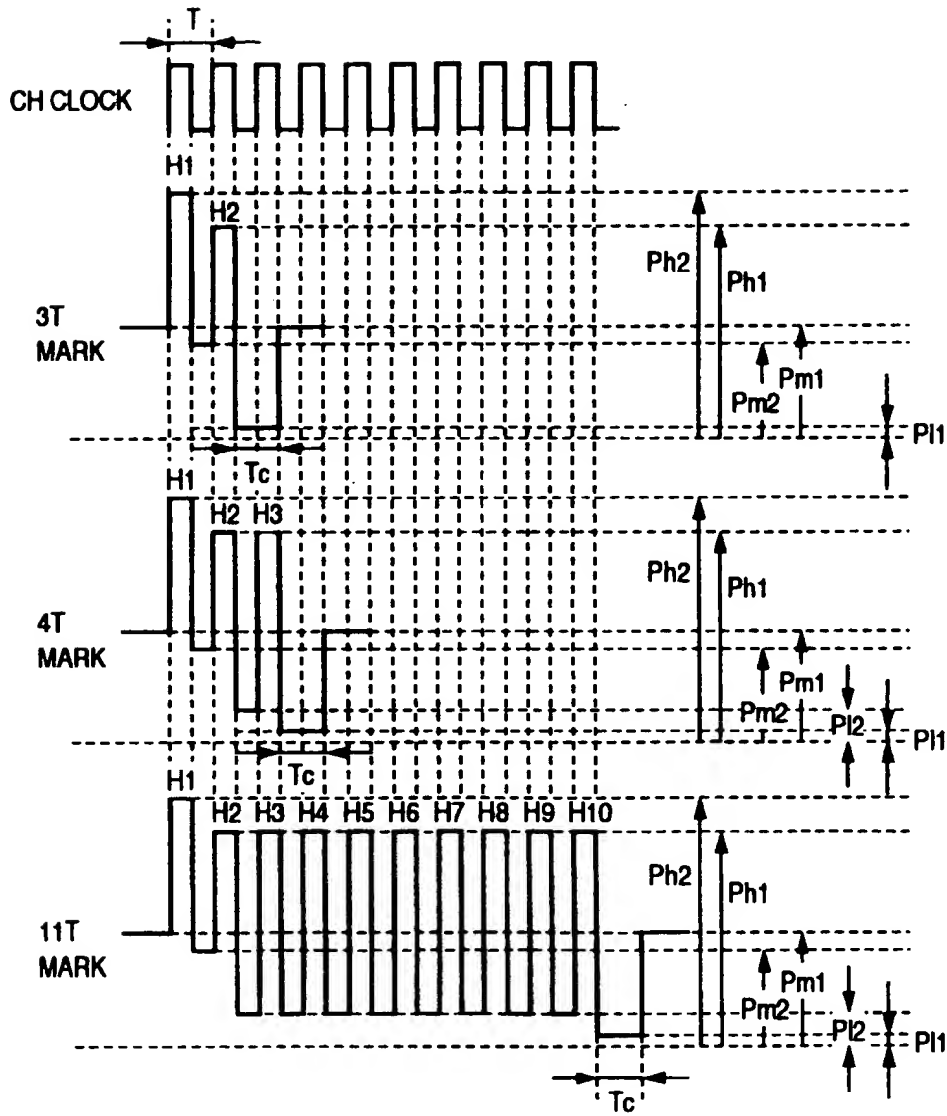 T
CH CLOCK
H1
H2
3T
MARK
Ph2
Ph1
Pm2
Pm1
Pl1
Tc
H1
H2 H3
4T
MARK
Ph2
Ph1
Pm2
Pm1
Pl2
Pl1
Tc
H1
H2 H3 H4 H5 H6 H7 H8 H9 H10
11T
MARK
Ph2
Ph1
Pm2
Pm1
Pl2
Pl1
Tc